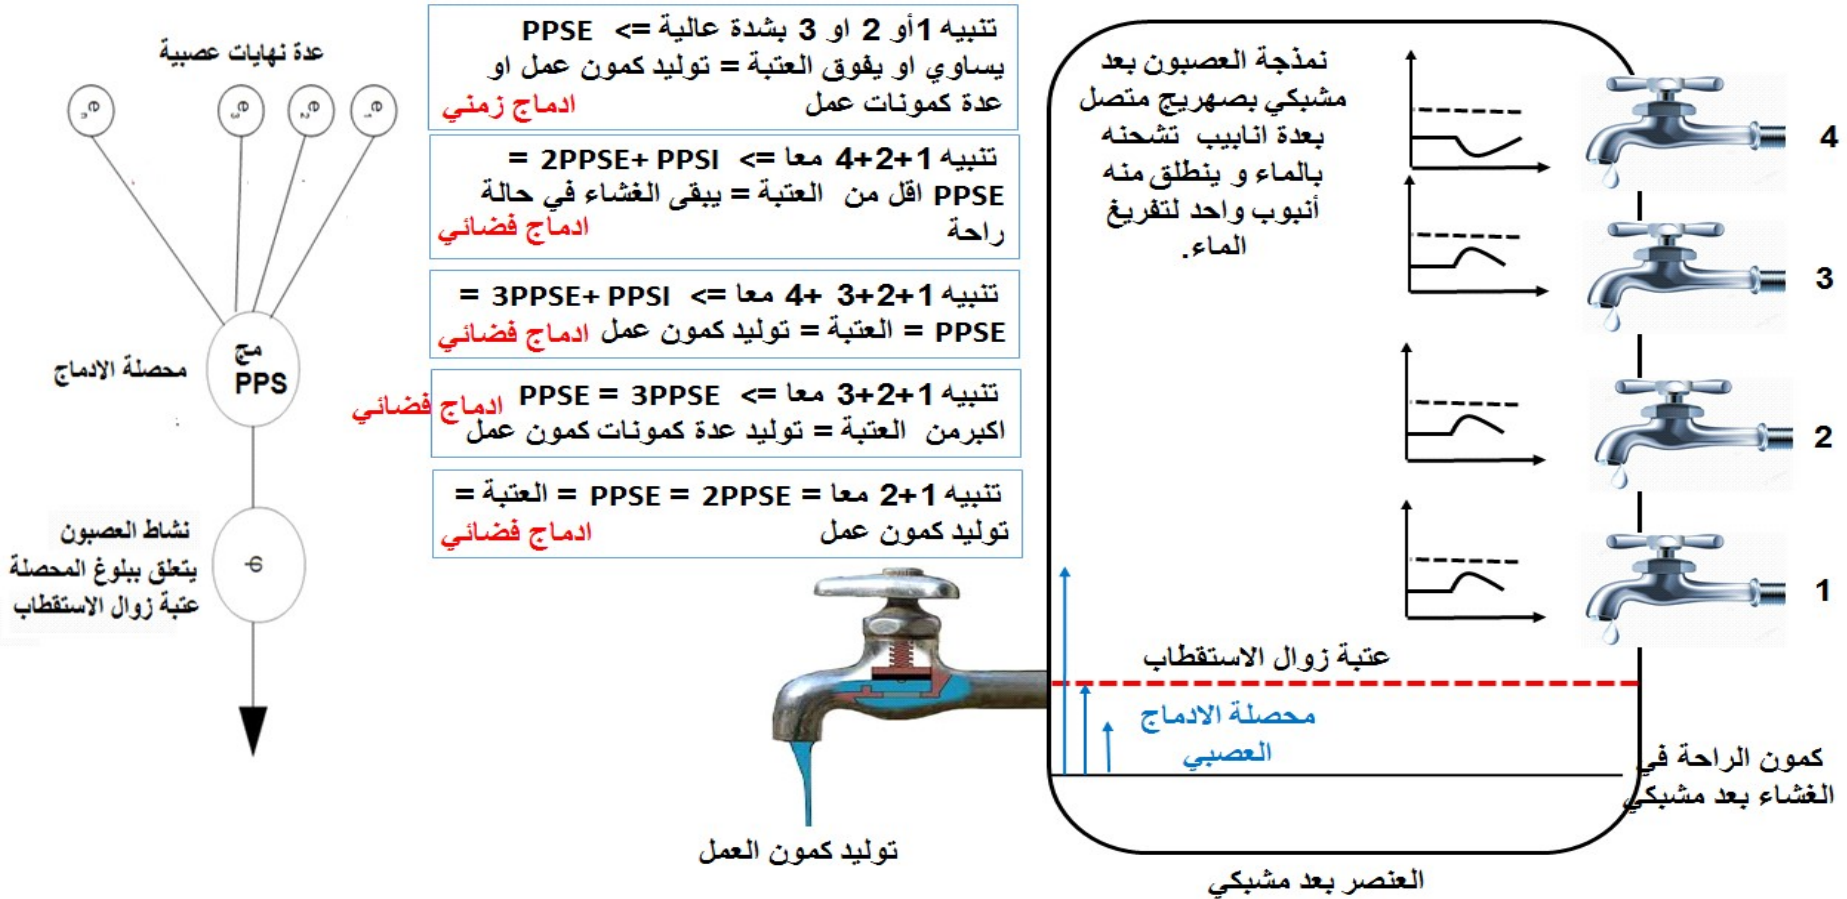 نمذجة العصبون بعد
مشبكي بصهريج متصل
بعدة انابيب تشحنه
بالماء و ينطلق منه
أنبوب واحد لتفريغ
الماء.
4
3
2
1
عتبة زوال الاستقطاب
محصلة الادماج
العصبي
كمون الراحة في
الغشاء بعد مشبكي
العنصر بعد مشبكي
تنبيه 1أو 2 او 3 بشدة عالية => PPSE
يساوي او يفوق العتبة = توليد كمون عمل او
عدة كمونات عمل ادماج زمني
تنبيه 1+2+4 معا => 2PPSE+ PPSI =
PPSE اقل من العتبة = يبقى الغشاء في حالة
راحة ادماج فضائي
تنبيه 1+2+3 +4 معا => 3PPSE+ PPSI =
PPSE = العتبة = توليد كمون عمل ادماج فضائي
تنبيه 1+2+3 معا => PPSE = 3PPSE ادماج فضائي
اكبرمن العتبة = توليد عدة كمونات كمون عمل
تنبيه 1+2 معا = PPSE = 2PPSE = العتبة =
توليد كمون عمل ادماج فضائي
توليد كمون العمل
عدة نهايات عصبية
e1
e2
e3
en
مج
PPS
محصلة الادماج
نشاط العصبون
يتعلق ببلوغ المحصلة
عتبة زوال الاستقطاب
φ